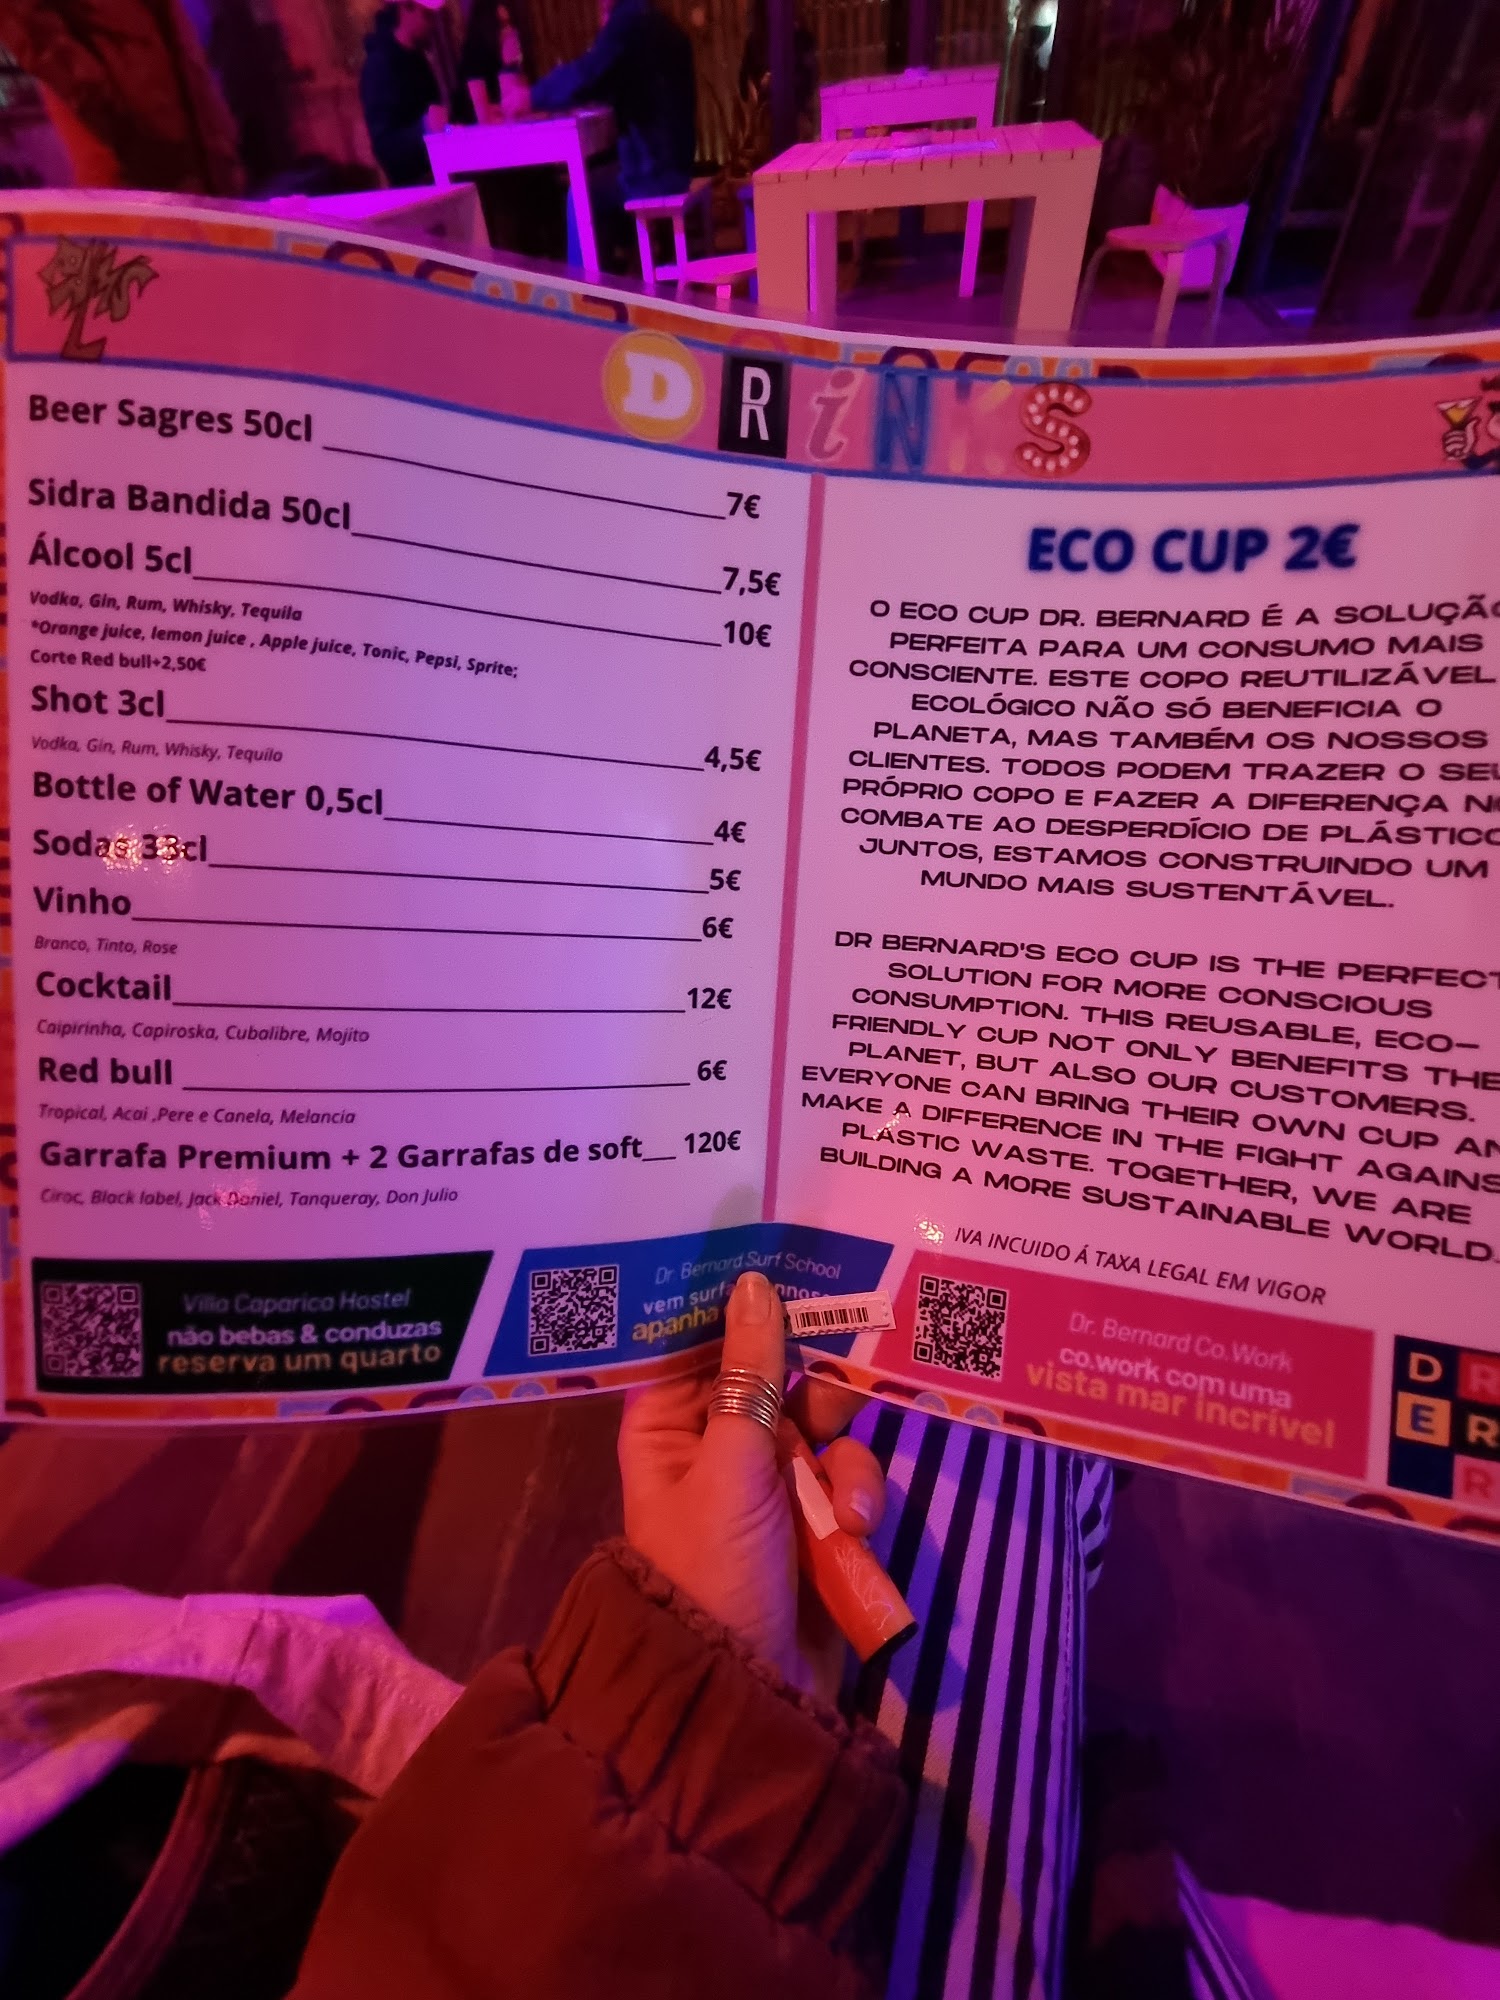 DRiNKS
Beer Sagres 50cl 7€
Sidra Bandida 50cl 7,5€
Álcool 5cl 10€
Vodka, Gin, Rum, Whisky, Tequila
*Orange juice, lemon juice , Apple juice, Tonic, Pepsi, Sprite;
Corte Red bull+2,50€
Shot 3cl 4,5€
Vodka, Gin, Rum, Whisky, Tequila
Bottle of Water 0,5cl 4€
Sodas 33cl 5€
Vinho 6€
Branco, Tinto, Rose
Cocktail 12€
Caipirinha, Capiroska, Cubalibre, Mojito
Red bull 6€
Tropical, Acai ,Pere e Canela, Melancia
Garrafa Premium + 2 Garrafas de soft 120€
Ciroc, Black label, Jack Daniel, Tanqueray, Don Julio
ECO CUP 2€
O ECO CUP DR. BERNARD É A SOLUÇÃO
PERFEITA PARA UM CONSUMO MAIS
CONSCIENTE. ESTE COPO REUTILIZÁVEL
ECOLÓGICO NÃO SÓ BENEFICIA O
PLANETA, MAS TAMBÉM OS NOSSOS
CLIENTES. TODOS PODEM TRAZER O SEU
PRÓPRIO COPO E FAZER A DIFERENÇA N
COMBATE AO DESPERDÍCIO DE PLÁSTICO
JUNTOS, ESTAMOS CONSTRUINDO UM
MUNDO MAIS SUSTENTÁVEL.
DR BERNARD'S ECO CUP IS THE PERFECT
SOLUTION FOR MORE CONSCIOUS
CONSUMPTION. THIS REUSABLE, ECO-
FRIENDLY CUP NOT ONLY BENEFITS THE
PLANET, BUT ALSO OUR CUSTOMERS.
EVERYONE CAN BRING THEIR OWN CUP AN
MAKE A DIFFERENCE IN THE FIGHT AGAINS
PLASTIC WASTE. TOGETHER, WE ARE
BUILDING A MORE SUSTAINABLE WORLD.
IVA INCUIDO Á TAXA LEGAL EM VIGOR
Villa Caparica Hostel
não bebas & conduzas
reserva um quarto
Dr. Bernard Surf School
vem surfa
apanha
Dr. Bernard Co.Work
co.work com uma
vista mar incrível
D R
E R
R